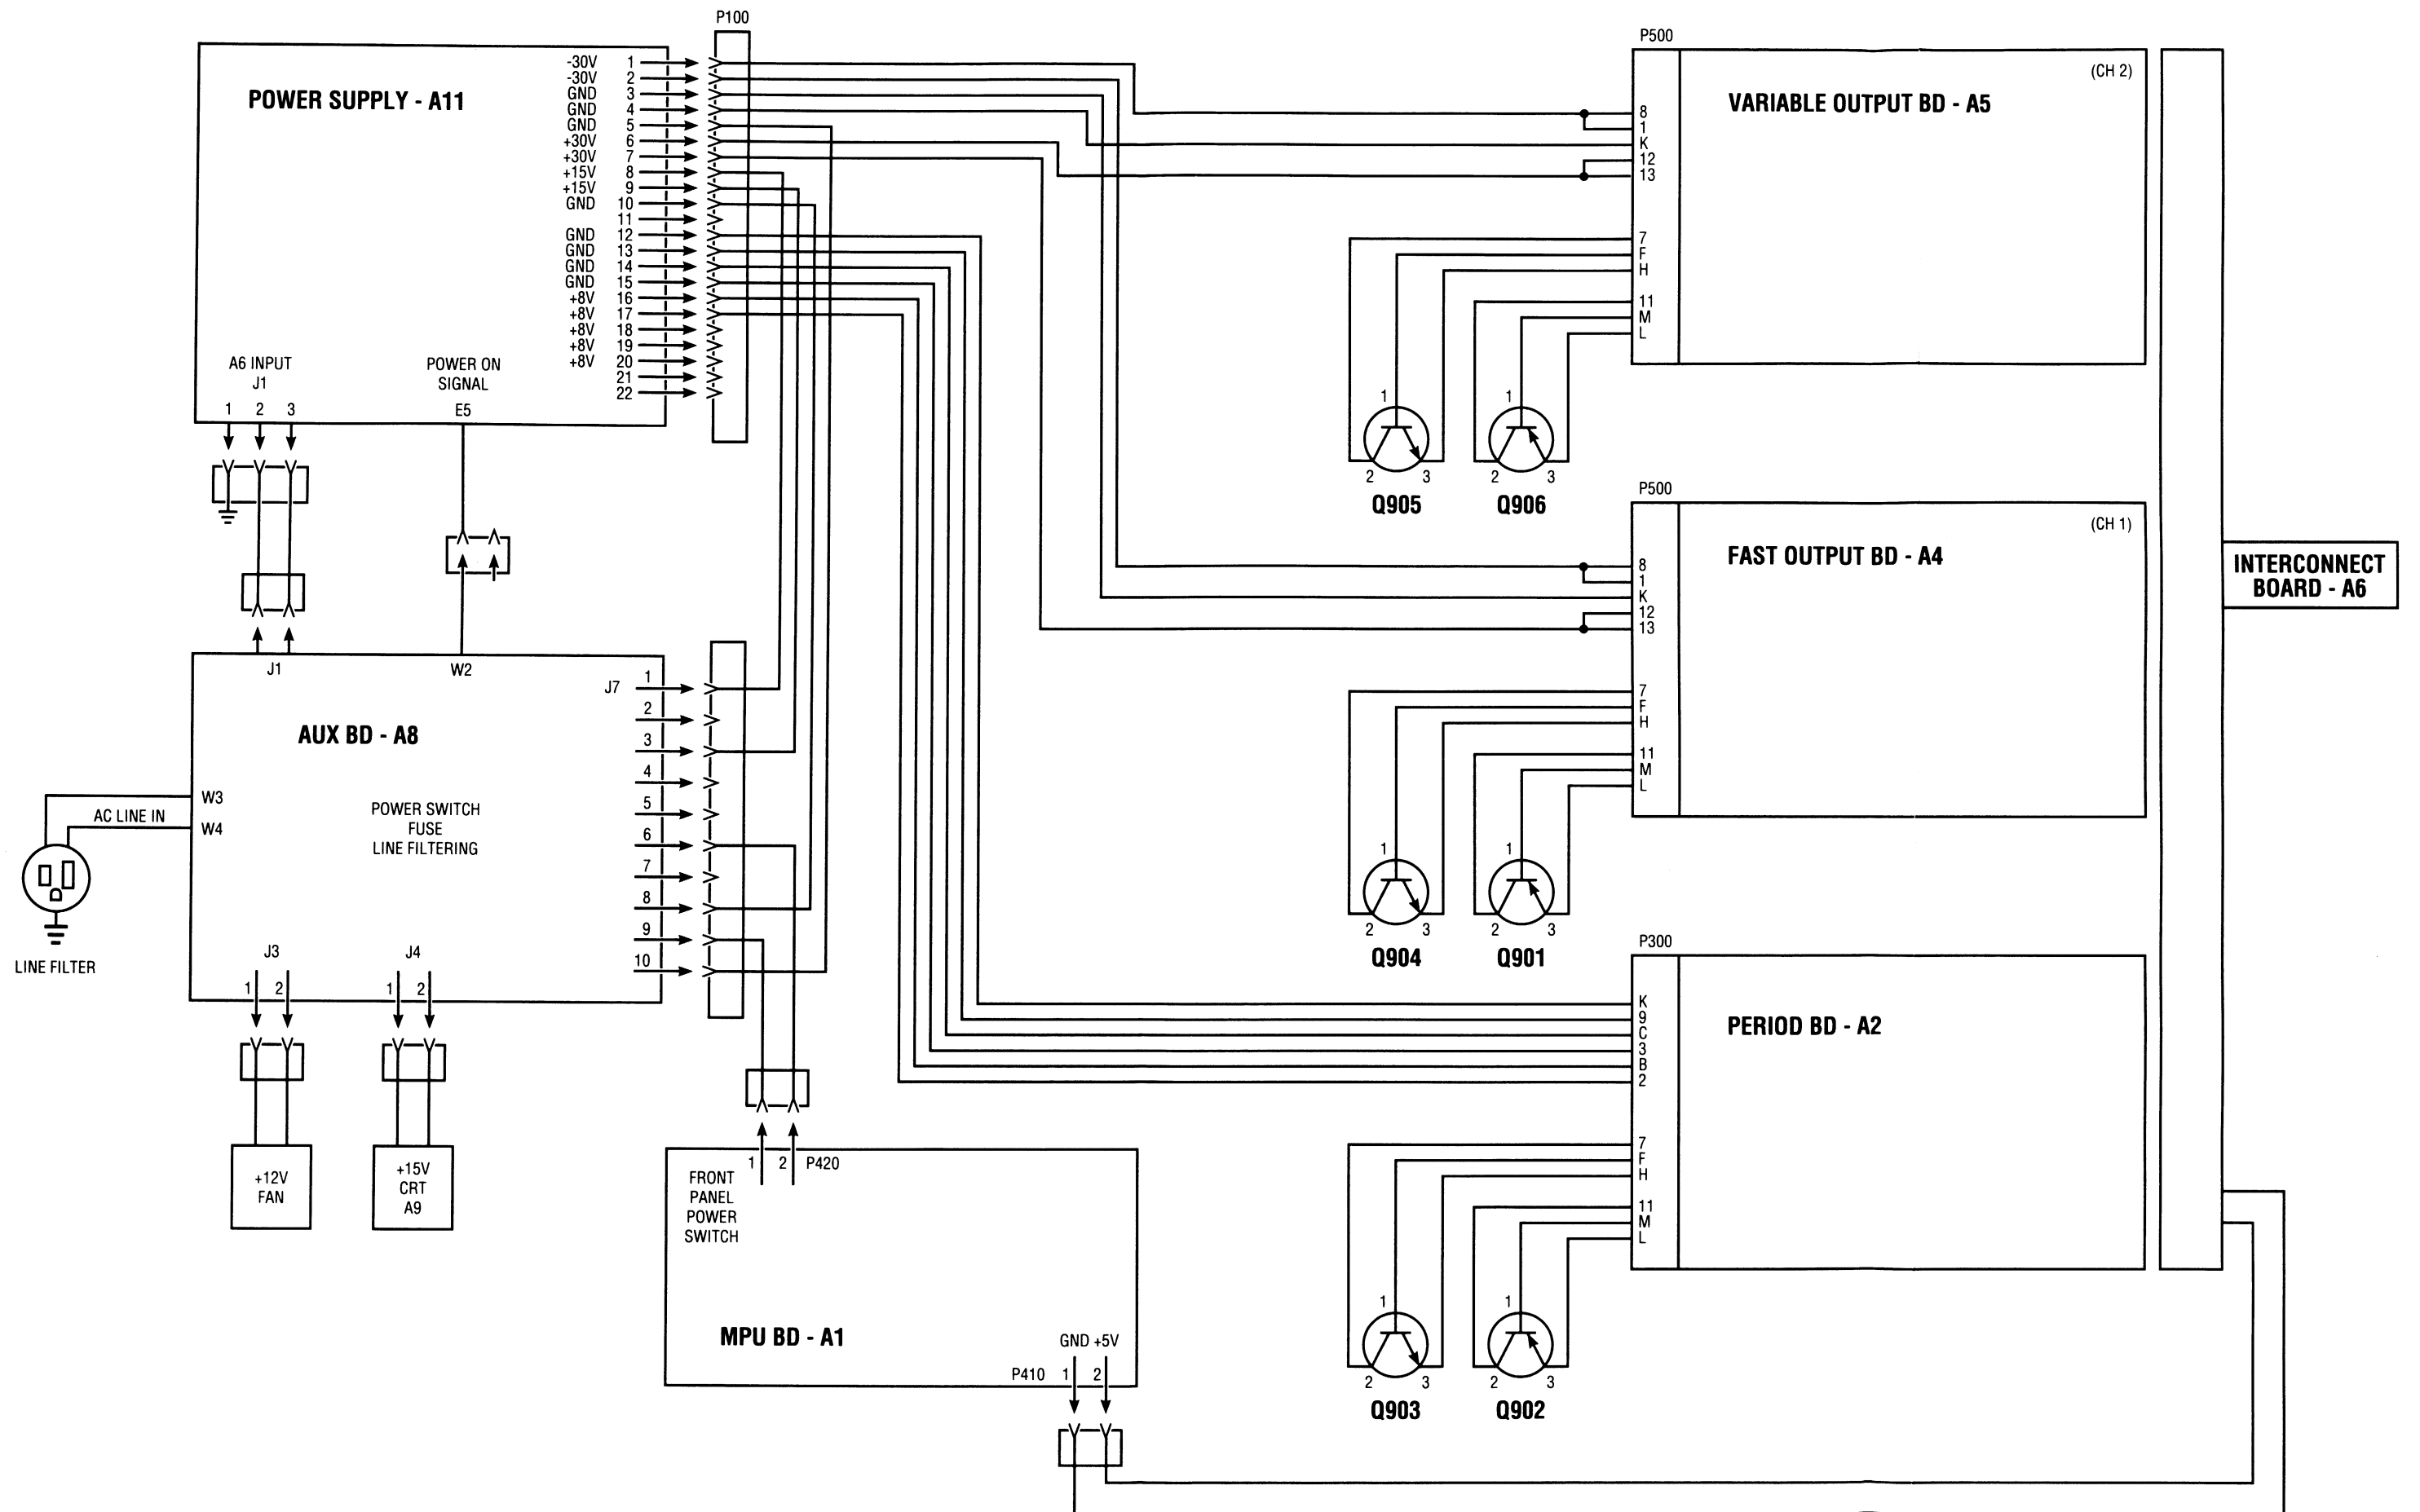 P100
POWER SUPPLY - A11
-30V 1
-30V 2
GND 3
GND 4
GND 5
+30V 6
+30V 7
+15V 8
+15V 9
GND 10
11
GND 12
GND 13
GND 14
GND 15
+8V 16
+8V 17
+8V 18
+8V 19
+8V 20
21
22
A6 INPUT
J1
1 2 3
POWER ON
SIGNAL
E5
J1
W2
AUX BD - A8
POWER SWITCH
FUSE
LINE FILTERING
J7
1
2
3
4
5
6
7
8
9
10
W3
AC LINE IN
W4
LINE FILTER
J3
1 2
J4
1 2
+12V
FAN
+15V
CRT
A9
1 2 P420
FRONT
PANEL
POWER
SWITCH
MPU BD - A1
GND +5V
P410 1 2
P500
(CH 2)
VARIABLE OUTPUT BD - A5
8
1
K
12
13
7
F
H
11
M
L
1
2 3
Q905
1
2 3
Q906
P500
(CH 1)
FAST OUTPUT BD - A4
8
1
K
12
13
7
F
H
11
M
L
1
2 3
Q904
1
2 3
Q901
P300
PERIOD BD - A2
K
9
C
3
B
2
7
F
H
11
M
L
1
2 3
Q903
1
2 3
Q902
INTERCONNECT
BOARD - A6